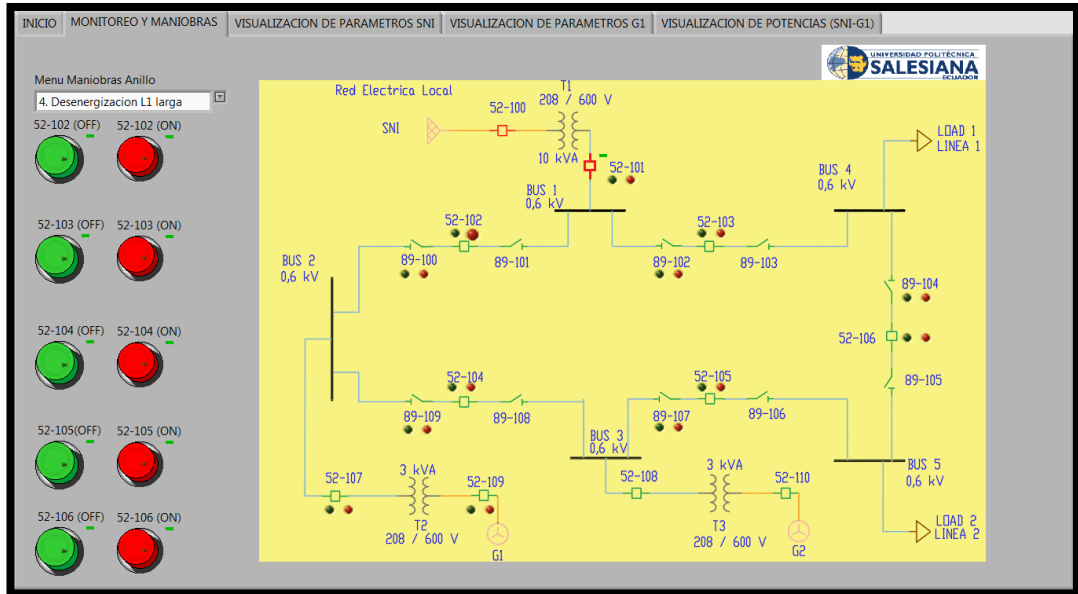 INICIO
MONITOREO Y MANIOBRAS
VISUALIZACION DE PARAMETROS SNI
VISUALIZACION DE PARAMETROS G1
VISUALIZACION DE POTENCIAS (SNI-G1)
UNIVERSIDAD POLITÉCNICA
SALESIANA
ECUADOR
Menu Maniobras Anillo
4. Desenergizacion L1 larga
52-102 (OFF)
52-102 (ON)
52-103 (OFF)
52-103 (ON)
52-104 (OFF)
52-104 (ON)
52-105(OFF)
52-105 (ON)
52-106 (OFF)
52-106 (ON)
Red Electrica Local
T1
208 / 600 V
52-100
SNI
10 kVA
52-101
LOAD 1
LINEA 1
BUS 4
0,6 kV
BUS 1
0,6 kV
52-102
52-103
BUS 2
0,6 kV
89-100
89-101
89-102
89-103
89-104
52-106
89-105
52-104
52-105
89-109
89-108
89-107
89-106
BUS 3
0,6 kV
BUS 5
0,6 kV
52-107
3 kVA
52-109
52-108
3 kVA
52-110
T2
208 / 600 V
G1
T3
208 / 600 V
G2
LOAD 2
LINEA 2